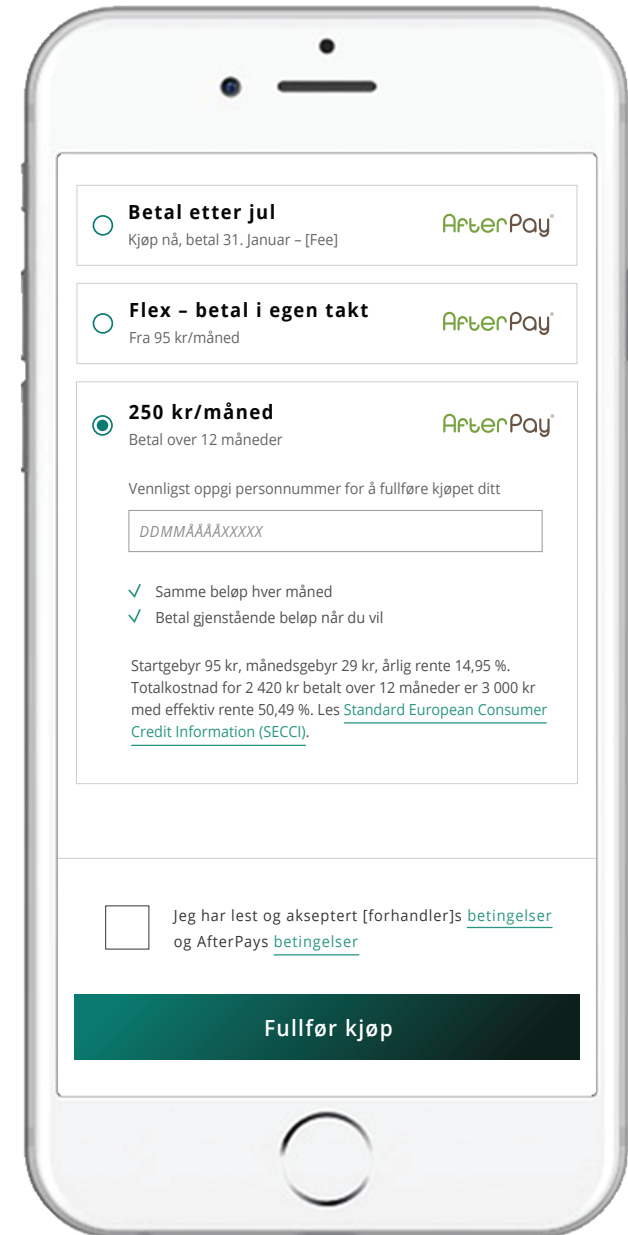 Betal etter jul
AfterPay
Kjøp nå, betal 31. Januar – [Fee]
Flex – betal i egen takt
AfterPay
Fra 95 kr/måned
250 kr/måned
AfterPay
Betal over 12 måneder
Vennligst oppgi personnummer for å fullføre kjøpet ditt
DDMMÅÅÅÅXXXXX
Samme beløp hver måned
Betal gjenstående beløp når du vil
Startgebyr 95 kr, månedsgebyr 29 kr, årlig rente 14,95 %.
Totalkostnad for 2 420 kr betalt over 12 måneder er 3 000 kr
med effektiv rente 50,49 %. Les Standard European Consumer
Credit Information (SECCI).
Jeg har lest og akseptert [forhandler]s betingelser
og AfterPays betingelser
Fullfør kjøp